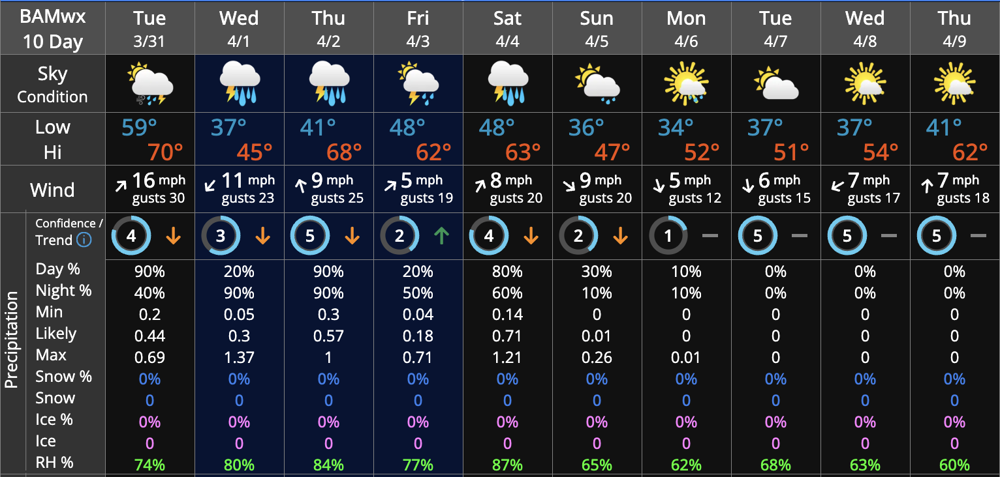 BAMwx Tue Wed Thu Fri Sat Sun Mon Tue Wed Thu
10 Day 3/31 4/1 4/2 4/3 4/4 4/5 4/6 4/7 4/8 4/9
Sky
Condition
Low 59° 37° 41° 48° 48° 36° 34° 37° 37° 41°
Hi 70° 45° 68° 62° 63° 47° 52° 51° 54° 62°
Wind 16 mph 11 mph 9 mph 5 mph 8 mph 9 mph 5 mph 6 mph 7 mph 7 mph
gusts 30 gusts 23 gusts 25 gusts 19 gusts 20 gusts 20 gusts 12 gusts 15 gusts 17 gusts 18
Confidence /
Trend i 4 3 5 2 4 2 1 5 5 5
Precipitation
Day % 90% 20% 90% 20% 80% 30% 10% 0% 0% 0%
Night % 40% 90% 90% 50% 60% 10% 10% 0% 0% 0%
Min 0.2 0.05 0.3 0.04 0.14 0 0 0 0 0
Likely 0.44 0.3 0.57 0.18 0.71 0.01 0 0 0 0
Max 0.69 1.37 1 0.71 1.21 0.26 0.01 0 0 0
Snow % 0% 0% 0% 0% 0% 0% 0% 0% 0% 0%
Snow 0 0 0 0 0 0 0 0 0 0
Ice % 0% 0% 0% 0% 0% 0% 0% 0% 0% 0%
Ice 0 0 0 0 0 0 0 0 0 0
RH % 74% 80% 84% 77% 87% 65% 62% 68% 63% 60%